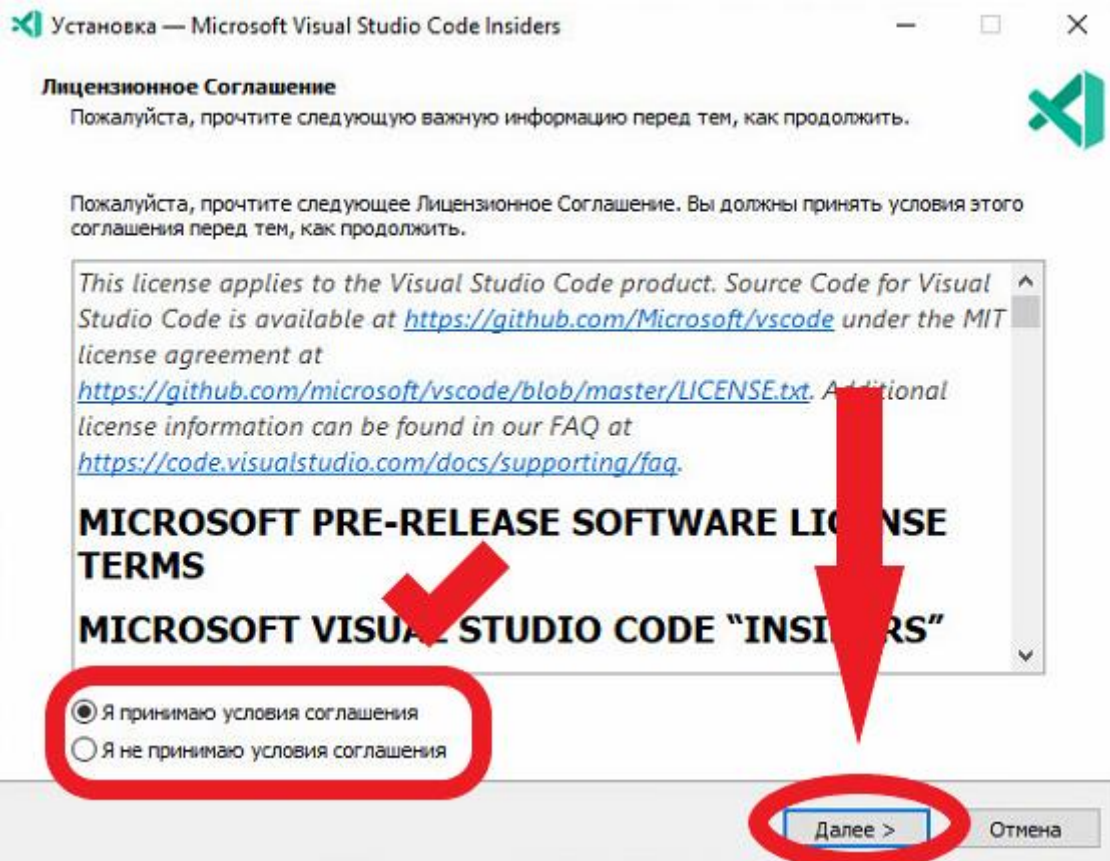 Установка — Microsoft Visual Studio Code Insiders
Лицензионное Соглашение
Пожалуйста, прочтите следующую важную информацию перед тем, как продолжить.
Пожалуйста, прочтите следующее Лицензионное Соглашение. Вы должны принять условия этого
соглашения перед тем, как продолжить.
This license applies to the Visual Studio Code product. Source Code for Visual
Studio Code is available at https://github.com/Microsoft/vscode under the MIT
license agreement at
https://github.com/microsoft/vscode/blob/master/LICENSE.txt. Additional
license information can be found in our FAQ at
https://code.visualstudio.com/docs/supporting/faq.
MICROSOFT PRE-RELEASE SOFTWARE LICENSE
TERMS
MICROSOFT VISUAL STUDIO CODE “INSIDERS”
Я принимаю условия соглашения
Я не принимаю условия соглашения
Далее >
Отмена